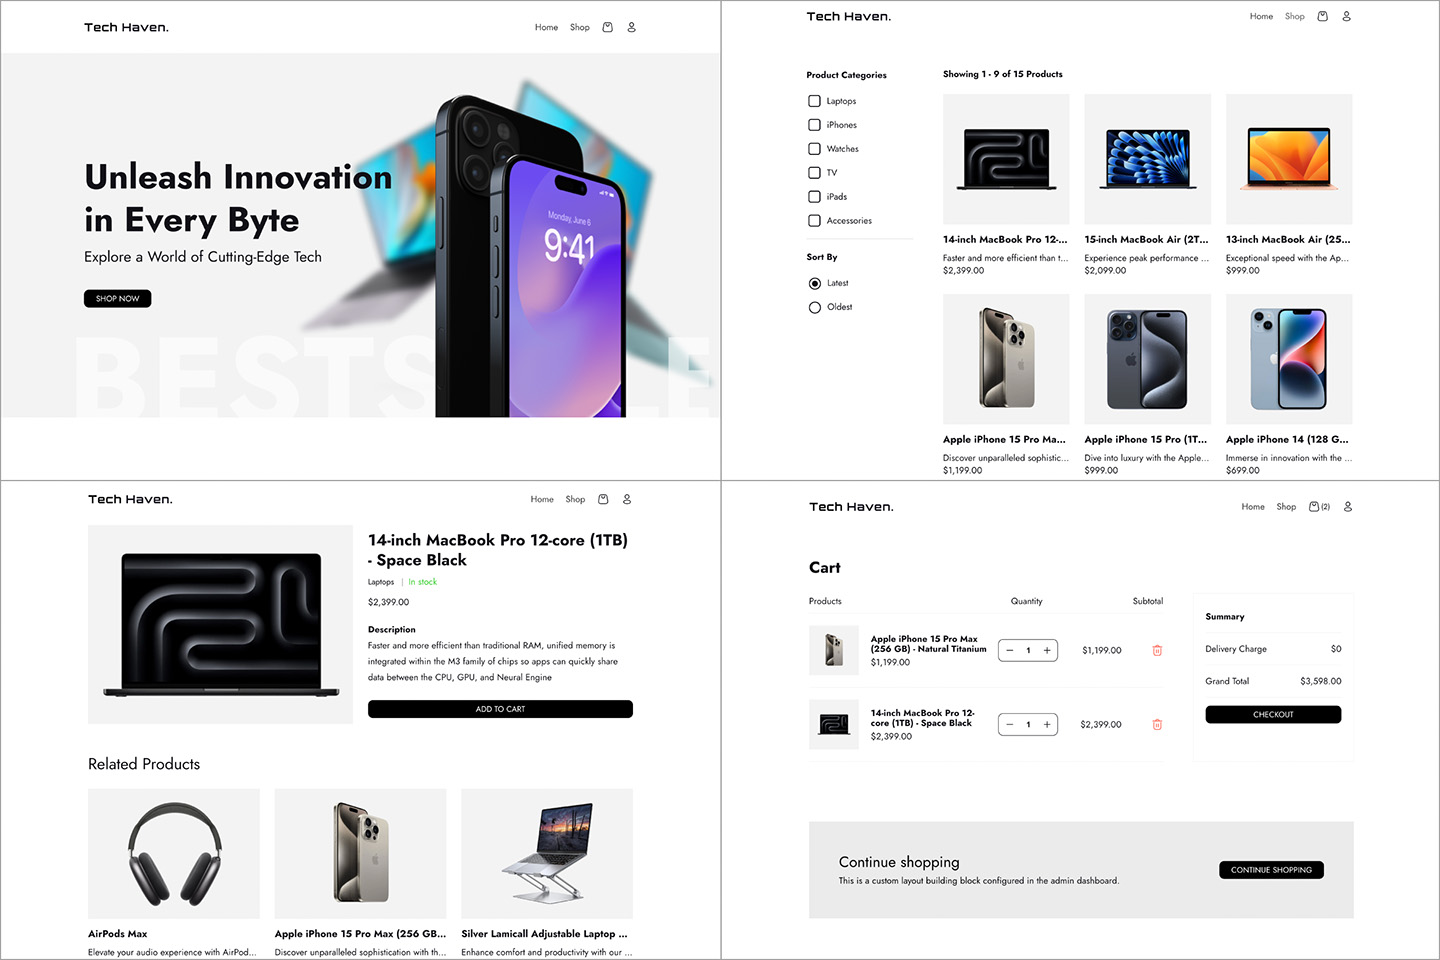 Tech Haven.
Home Shop
Unleash Innovation
in Every Byte
Explore a World of Cutting-Edge Tech
SHOP NOW
Monday, June 6
9:41
Tech Haven.
Home Shop
Product Categories
Laptops
iPhones
Watches
TV
iPads
Accessories
Sort By
Latest
Oldest
Showing 1 - 9 of 15 Products
14-inch MacBook Pro 12-...
Faster and more efficient than t...
$2,399.00
15-inch MacBook Air (2T...
Experience peak performance ...
$2,099.00
13-inch MacBook Air (25...
Exceptional speed with the Ap...
$999.00
Apple iPhone 15 Pro Ma...
Discover unparalleled sophistic...
$1,199.00
Apple iPhone 15 Pro (1T...
Dive into luxury with the Apple...
$999.00
Apple iPhone 14 (128 G...
Immerse in innovation with the ...
$699.00
Tech Haven.
Home Shop
14-inch MacBook Pro 12-core (1TB)
- Space Black
Laptops | In stock
$2,399.00
Description
Faster and more efficient than traditional RAM, unified memory is
integrated within the M3 family of chips so apps can quickly share
data between the CPU, GPU, and Neural Engine
ADD TO CART
Related Products
AirPods Max
Elevate your audio experience with AirPod...
Apple iPhone 15 Pro Max (256 GB...
Discover unparalleled sophistication with th...
Silver Lamicall Adjustable Laptop ...
Enhance comfort and productivity with our ...
Tech Haven.
Home Shop (2)
Cart
Products Quantity Subtotal
Apple iPhone 15 Pro Max
(256 GB) - Natural Titanium
$1,199.00
− 1 +
$1,199.00
14-inch MacBook Pro 12-
core (1TB) - Space Black
$2,399.00
− 1 +
$2,399.00
Summary
Delivery Charge $0
Grand Total $3,598.00
CHECKOUT
Continue shopping
This is a custom layout building block configured in the admin dashboard.
CONTINUE SHOPPING